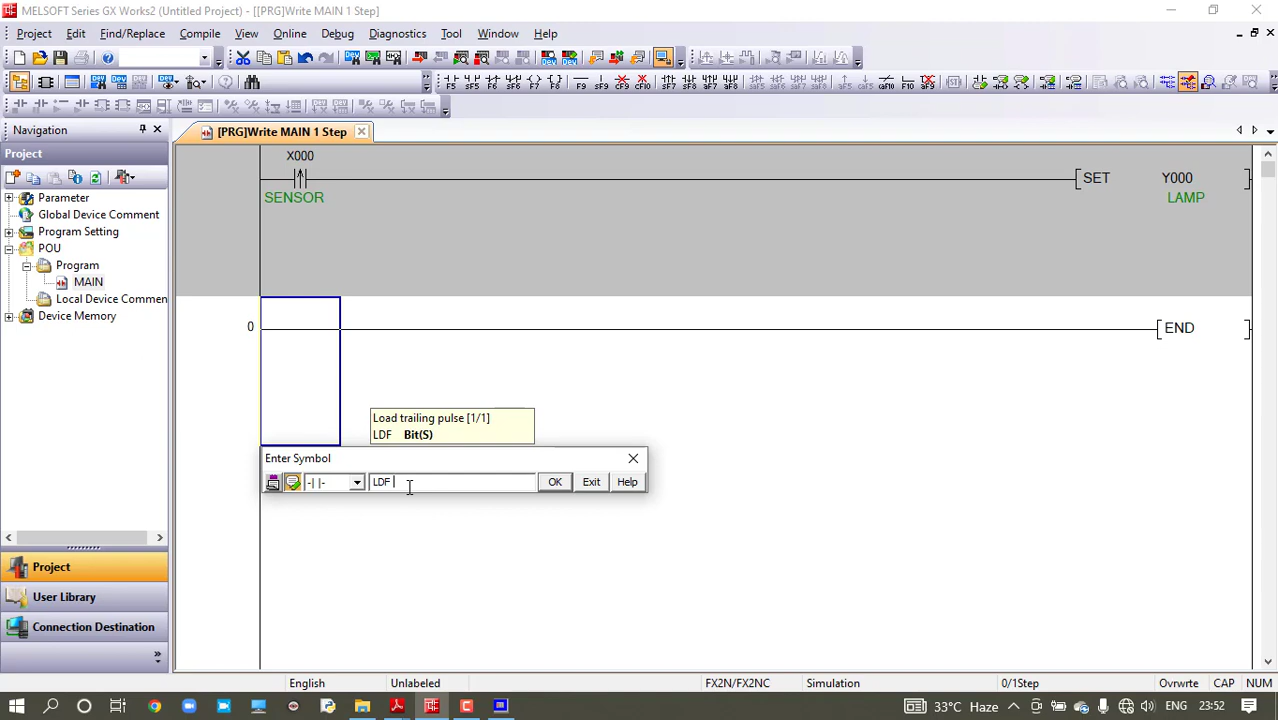 MELSOFT Series GX Works2 (Untitled Project) - [[PRG]Write MAIN 1 Step]
Project Edit Find/Replace Compile View Online Debug Diagnostics Tool Window Help
Navigation
[PRG]Write MAIN 1 Step
Project
Parameter
Global Device Comment
Program Setting
POU
Program
MAIN
Local Device Commen
Device Memory
X000
SENSOR
SET Y000
LAMP
0
END
Load trailing pulse [1/1]
LDF Bit(S)
Enter Symbol
-| |- LDF OK Exit Help
Project
User Library
Connection Destination
English Unlabeled FX2N/FX2NC Simulation 0/1Step Ovrwrte CAP NUM
33°C Haze ENG 23:52